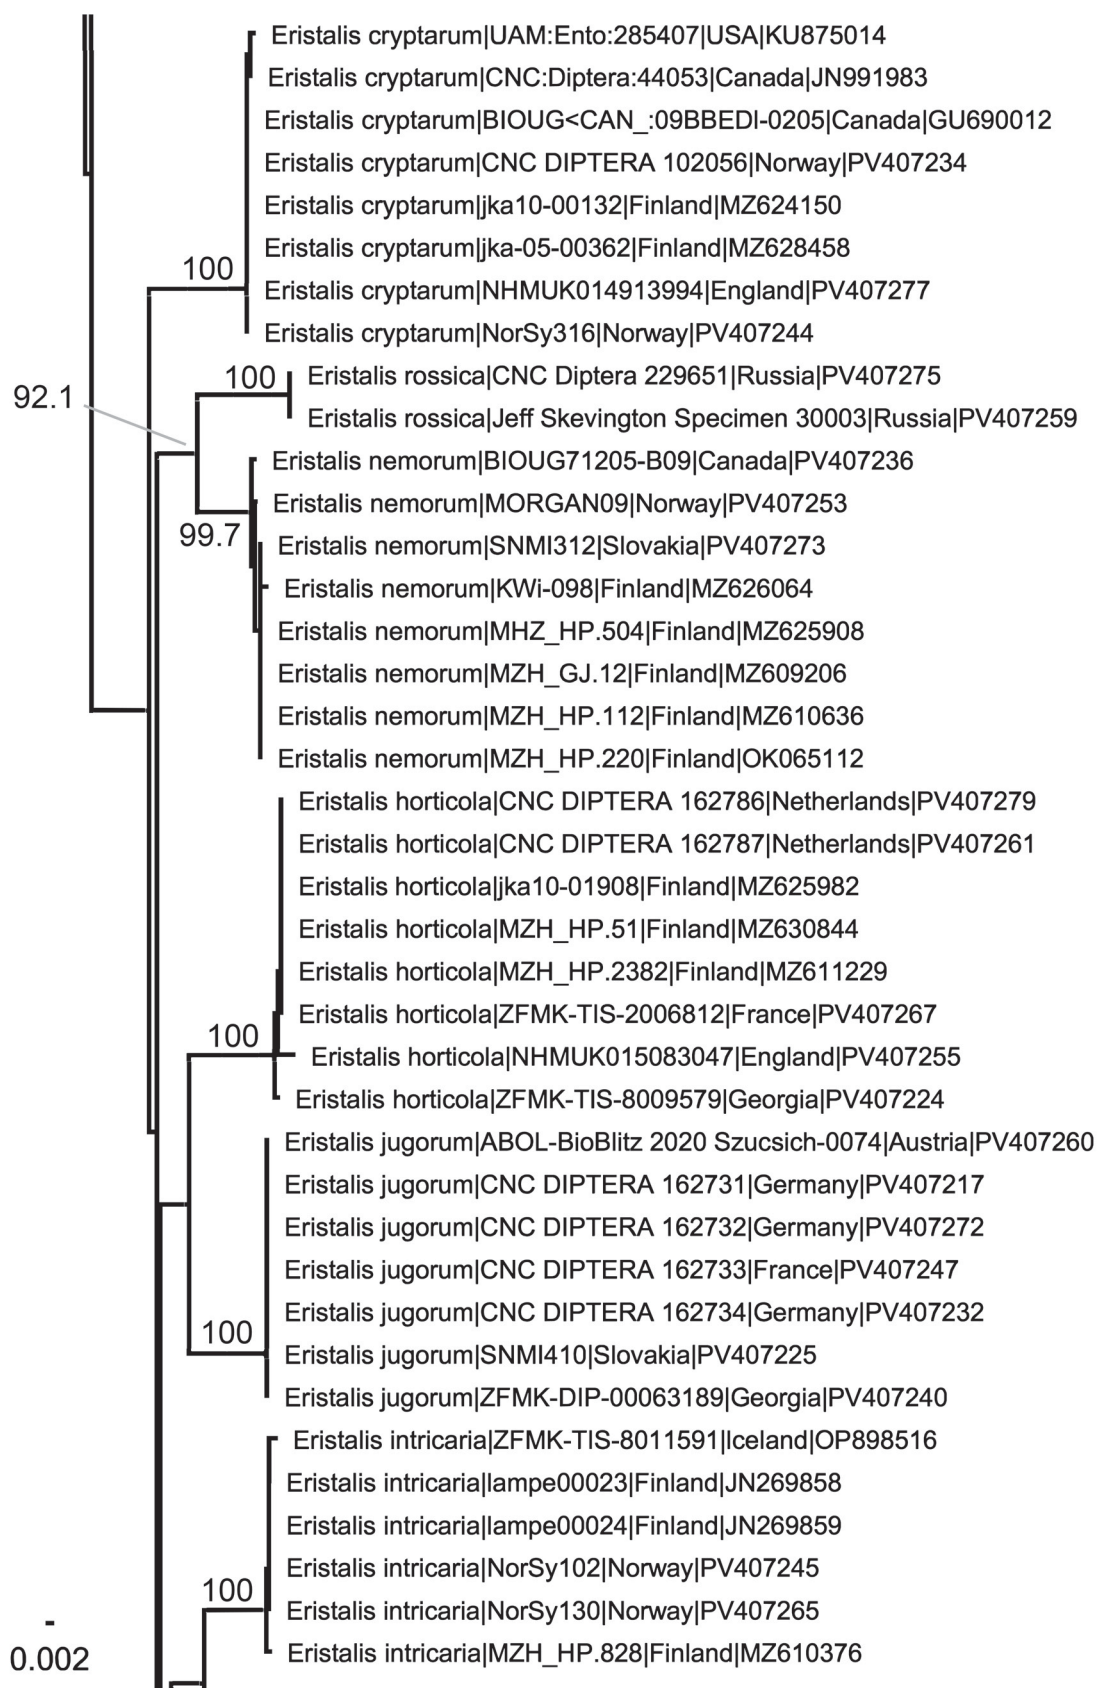 Eristalis cryptarum|UAM:Ento:285407|USA|KU875014
Eristalis cryptarum|CNC:Diptera:44053|Canada|JN991983
Eristalis cryptarum|BIOUG<CAN_:09BBEDI-0205|Canada|GU690012
Eristalis cryptarum|CNC DIPTERA 102056|Norway|PV407234
Eristalis cryptarum|jka10-00132|Finland|MZ624150
Eristalis cryptarum|jka-05-00362|Finland|MZ628458
100
Eristalis cryptarum|NHMUK014913994|England|PV407277
Eristalis cryptarum|NorSy316|Norway|PV407244
100
Eristalis rossica|CNC Diptera 229651|Russia|PV407275
92.1
Eristalis rossica|Jeff Skevington Specimen 30003|Russia|PV407259
Eristalis nemorum|BIOUG71205-B09|Canada|PV407236
Eristalis nemorum|MORGAN09|Norway|PV407253
99.7
Eristalis nemorum|SNMI312|Slovakia|PV407273
Eristalis nemorum|KWi-098|Finland|MZ626064
Eristalis nemorum|MHZ_HP.504|Finland|MZ625908
Eristalis nemorum|MZH_GJ.12|Finland|MZ609206
Eristalis nemorum|MZH_HP.112|Finland|MZ610636
Eristalis nemorum|MZH_HP.220|Finland|OK065112
Eristalis horticola|CNC DIPTERA 162786|Netherlands|PV407279
Eristalis horticola|CNC DIPTERA 162787|Netherlands|PV407261
Eristalis horticola|jka10-01908|Finland|MZ625982
Eristalis horticola|MZH_HP.51|Finland|MZ630844
Eristalis horticola|MZH_HP.2382|Finland|MZ611229
Eristalis horticola|ZFMK-TIS-2006812|France|PV407267
100
Eristalis horticola|NHMUK015083047|England|PV407255
Eristalis horticola|ZFMK-TIS-8009579|Georgia|PV407224
Eristalis jugorum|ABOL-BioBlitz 2020 Szucsich-0074|Austria|PV407260
Eristalis jugorum|CNC DIPTERA 162731|Germany|PV407217
Eristalis jugorum|CNC DIPTERA 162732|Germany|PV407272
Eristalis jugorum|CNC DIPTERA 162733|France|PV407247
Eristalis jugorum|CNC DIPTERA 162734|Germany|PV407232
100
Eristalis jugorum|SNMI410|Slovakia|PV407225
Eristalis jugorum|ZFMK-DIP-00063189|Georgia|PV407240
Eristalis intricaria|ZFMK-TIS-8011591|Iceland|OP898516
Eristalis intricaria|lampe00023|Finland|JN269858
Eristalis intricaria|lampe00024|Finland|JN269859
Eristalis intricaria|NorSy102|Norway|PV407245
100
Eristalis intricaria|NorSy130|Norway|PV407265
Eristalis intricaria|MZH_HP.828|Finland|MZ610376
0.002